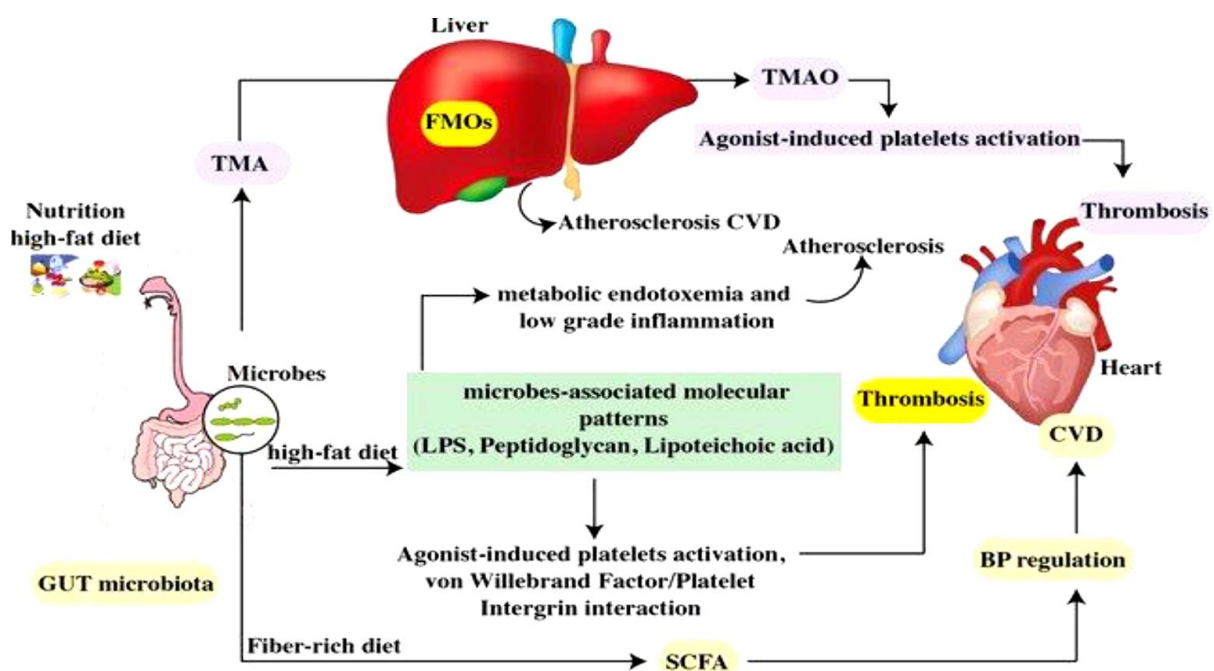 Liver
TMAO
FMOs
Agonist-induced platelets activation
TMA
Nutrition
high-fat diet
Atherosclerosis CVD
Thrombosis
Atherosclerosis
metabolic endotoxemia and
low grade inflammation
Microbes
Heart
microbes-associated molecular
patterns
(LPS, Peptidoglycan, Lipoteichoic acid)
Thrombosis
CVD
high-fat diet
Agonist-induced platelets activation,
von Willebrand Factor/Platelet
Intergrin interaction
BP regulation
GUT microbiota
Fiber-rich diet
SCFA